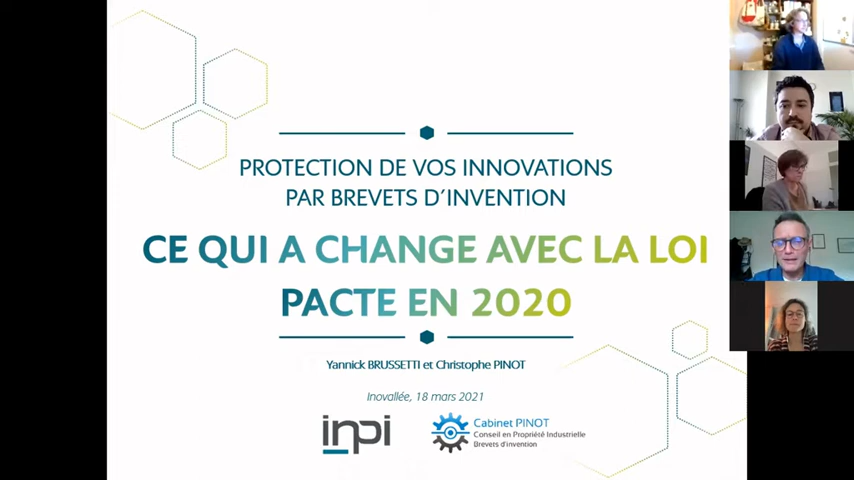 PROTECTION DE VOS INNOVATIONS
PAR BREVETS D'INVENTION
CE QUI A CHANGE AVEC LA LOI
PACTE EN 2020
Yannick BRUSSETTI et Christophe PINOT
Inovallée, 18 mars 2021
inpi
Cabinet PINOT
Conseil en Propriété Industrielle
Brevets d'invention